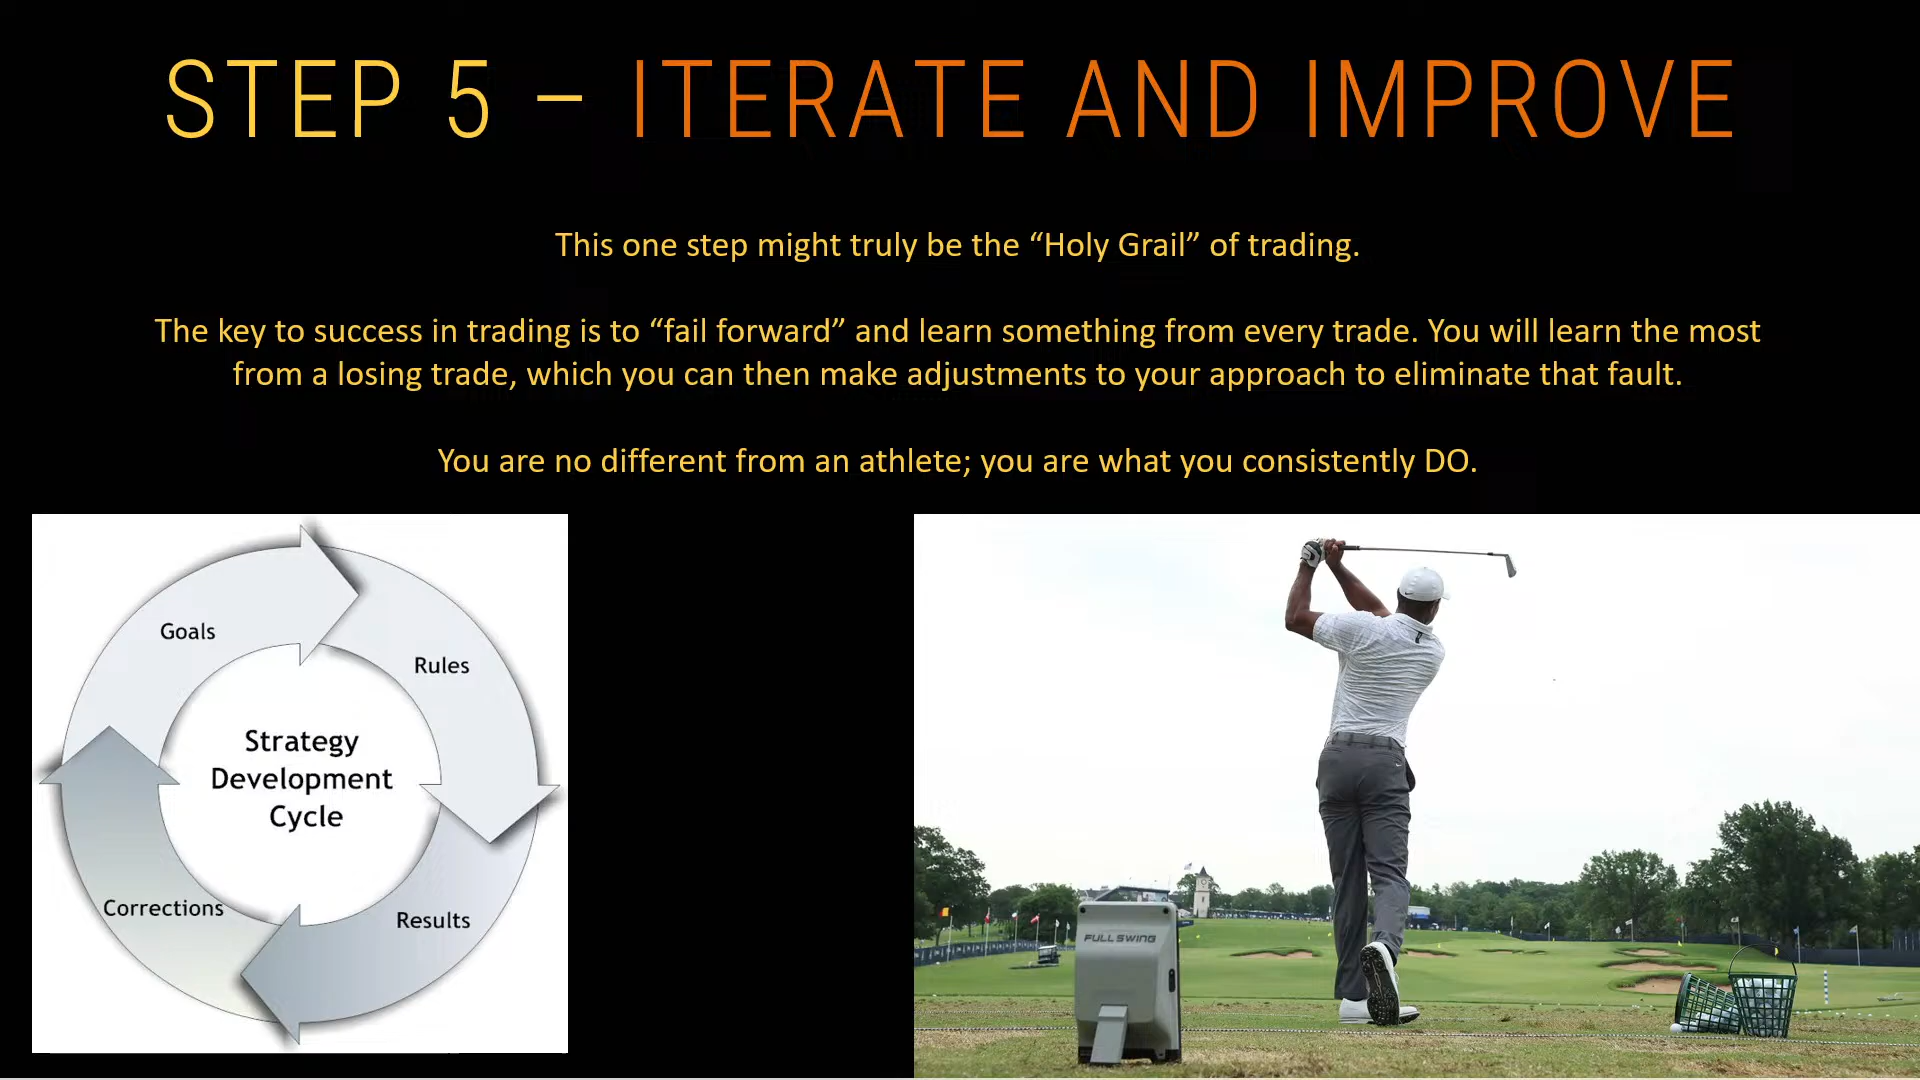 STEP 5 – ITERATE AND IMPROVE
This one step might truly be the “Holy Grail” of trading.
The key to success in trading is to “fail forward” and learn something from every trade. You will learn the most
from a losing trade, which you can then make adjustments to your approach to eliminate that fault.
You are no different from an athlete; you are what you consistently DO.
Goals
Rules
Strategy
Development
Cycle
Corrections
Results
FULL SWING